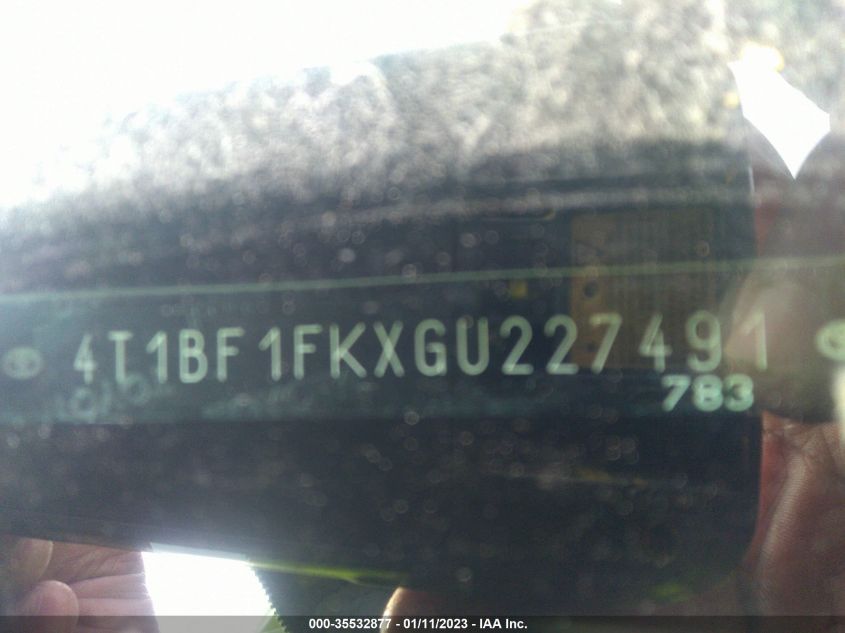 4T1BF1FKXGU227491
783
000-35532877 - 01/11/2023 - IAA Inc.